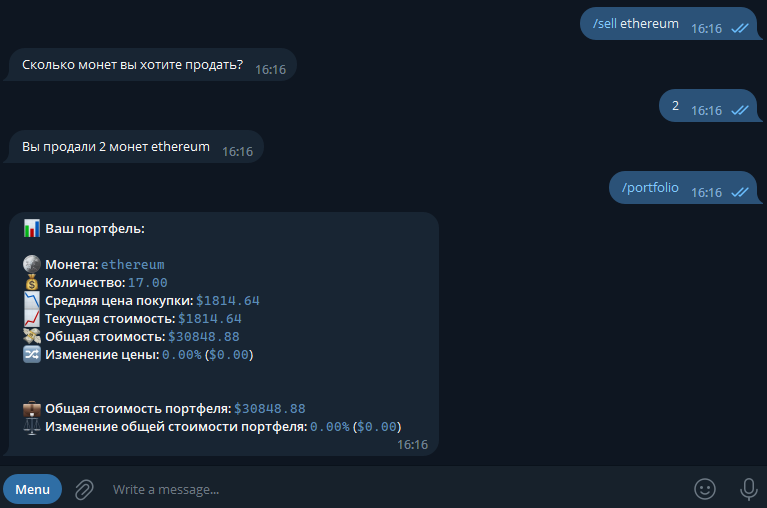 /sell ethereum 16:16
Сколько монет вы хотите продать? 16:16
2 16:16
Вы продали 2 монет ethereum 16:16
/portfolio 16:16
Ваш портфель:
Монета: ethereum
Количество: 17.00
Средняя цена покупки: $1814.64
Текущая стоимость: $1814.64
Общая стоимость: $30848.88
Изменение цены: 0.00% ($0.00)
Общая стоимость портфеля: $30848.88
Изменение общей стоимости портфеля: 0.00% ($0.00)
16:16
Menu Write a message...